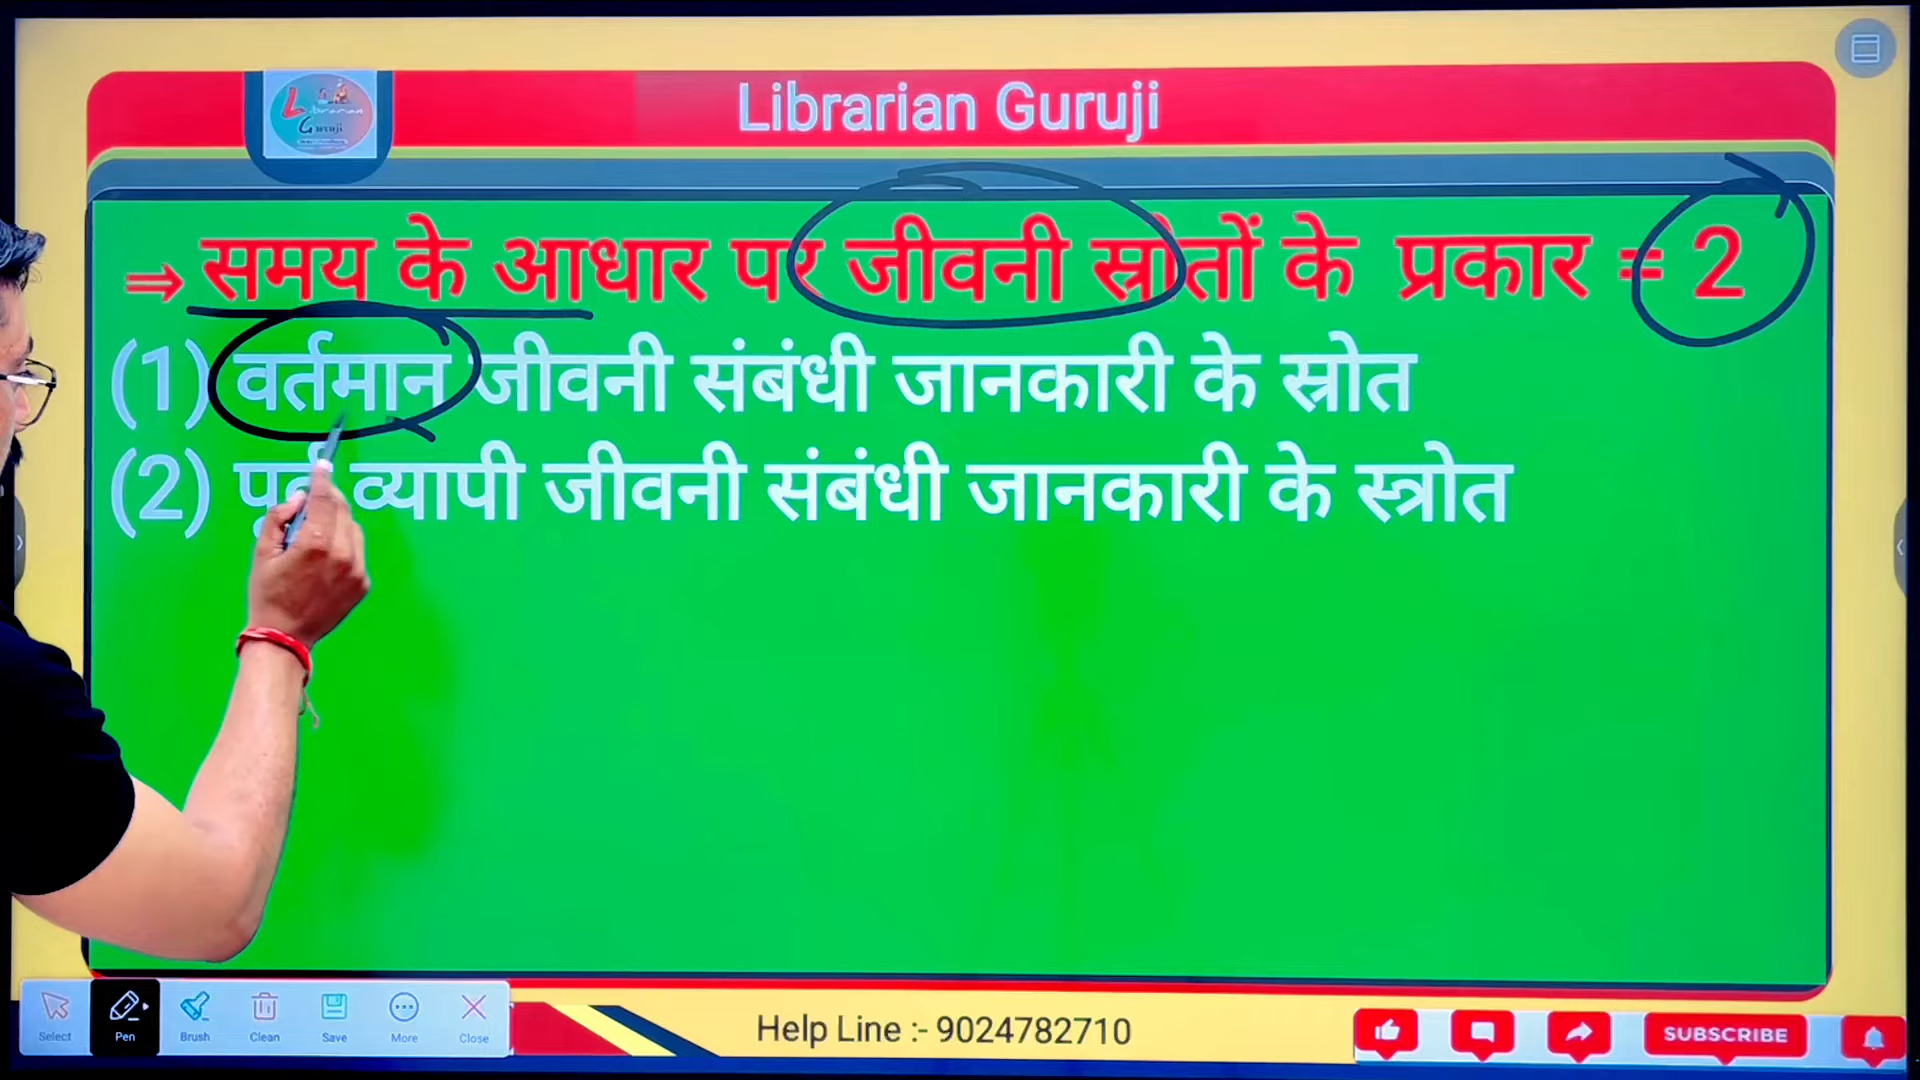 Librarian Guruji
⇒ समय के आधार पर जीवनी स्रोतों के प्रकार = 2
(1) वर्तमान जीवनी संबंधी जानकारी के स्रोत
(2) पूर्व व्यापी जीवनी संबंधी जानकारी के स्त्रोत
Select Pen Brush Clean Save More Close
Help Line :- 9024782710
SUBSCRIBE